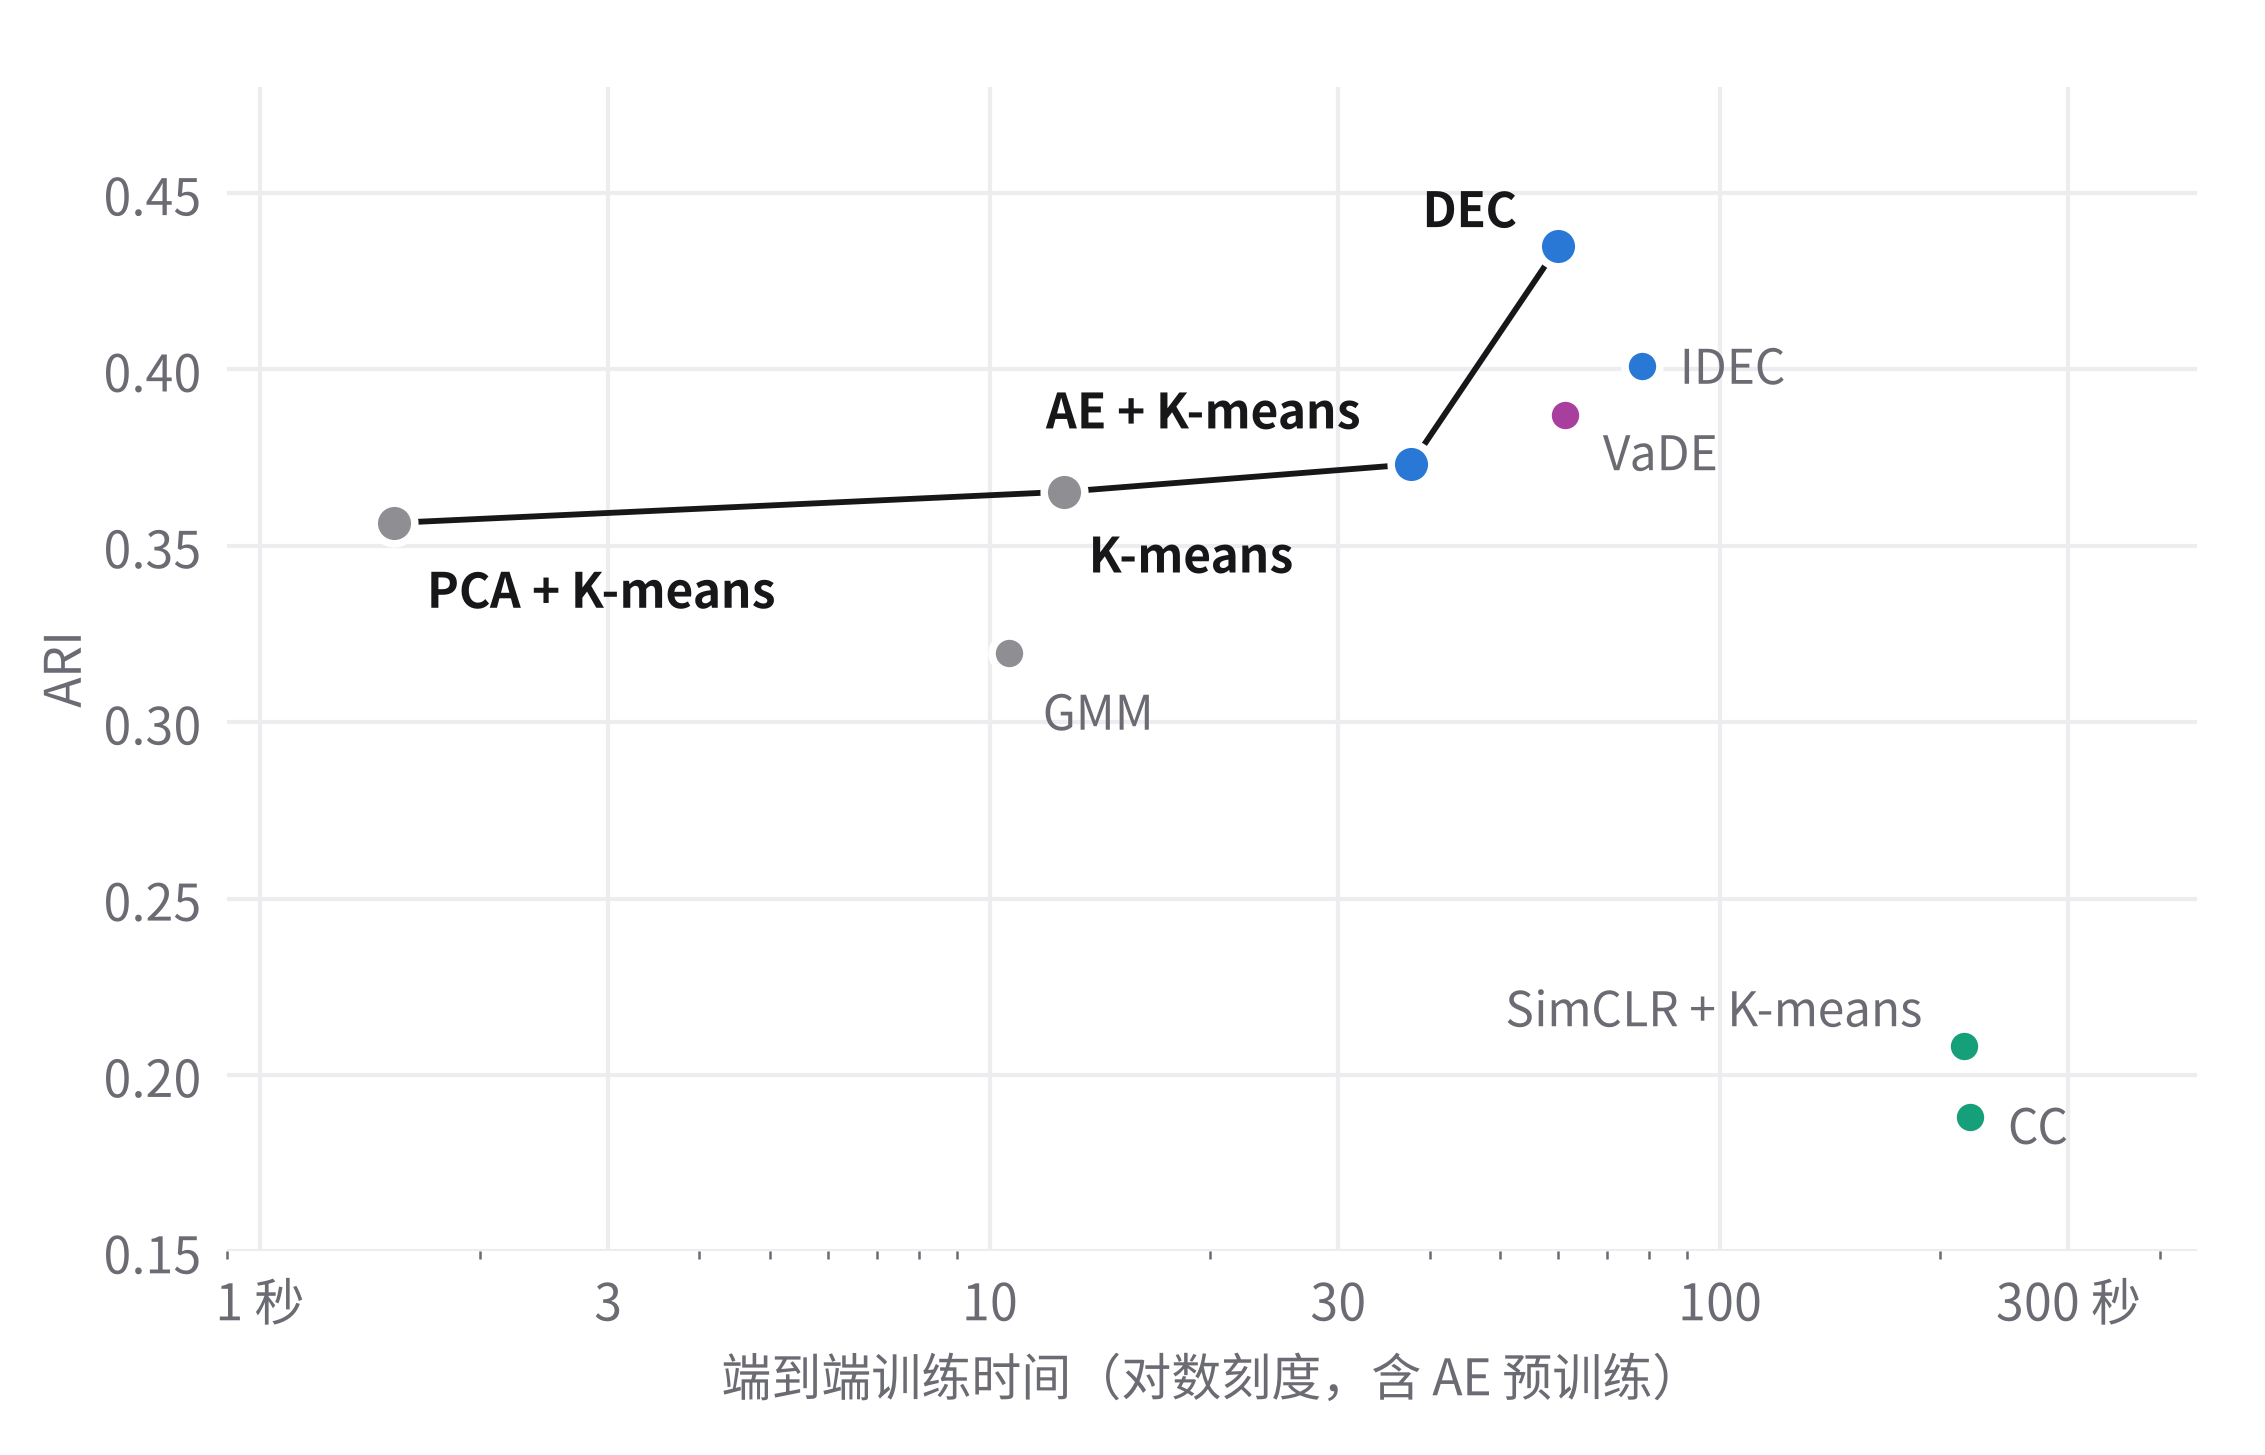 0.45
0.40
0.35
0.30
0.25
0.20
0.15
ARI
DEC
IDEC
AE + K-means
VaDE
K-means
PCA + K-means
GMM
SimCLR + K-means
CC
1 秒
3
10
30
100
300 秒
端到端训练时间（对数刻度，含 AE 预训练）